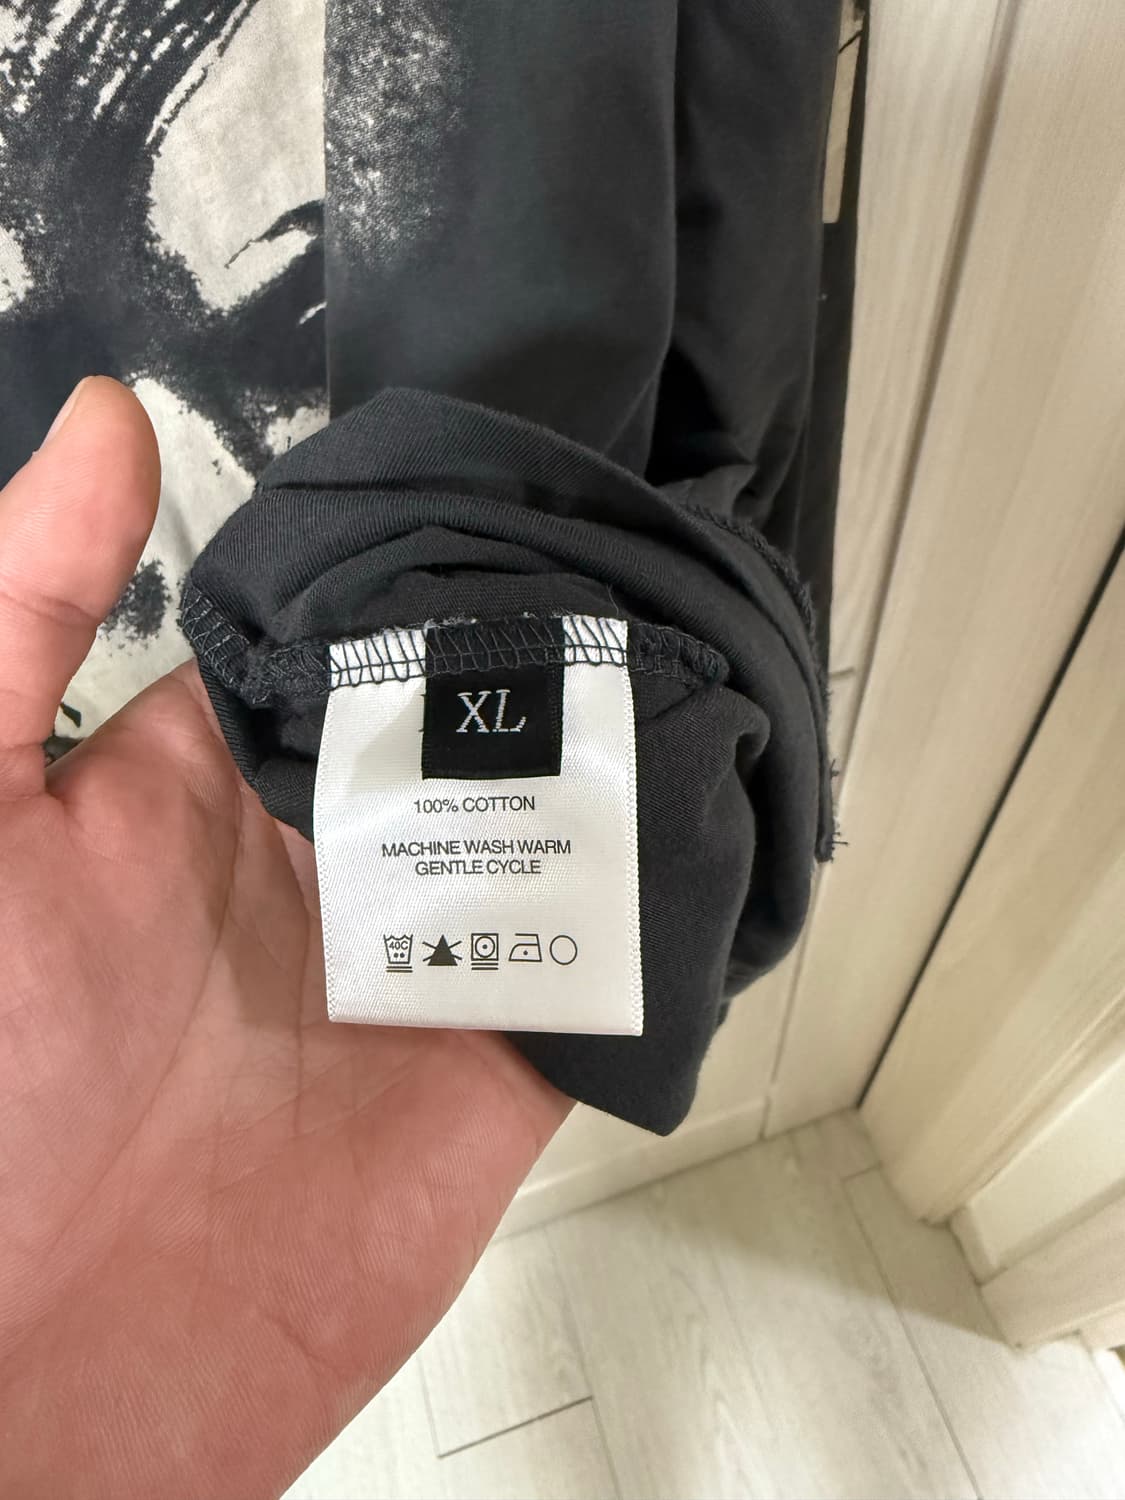 XL
100% COTTON
MACHINE WASH WARM
GENTLE CYCLE
40C